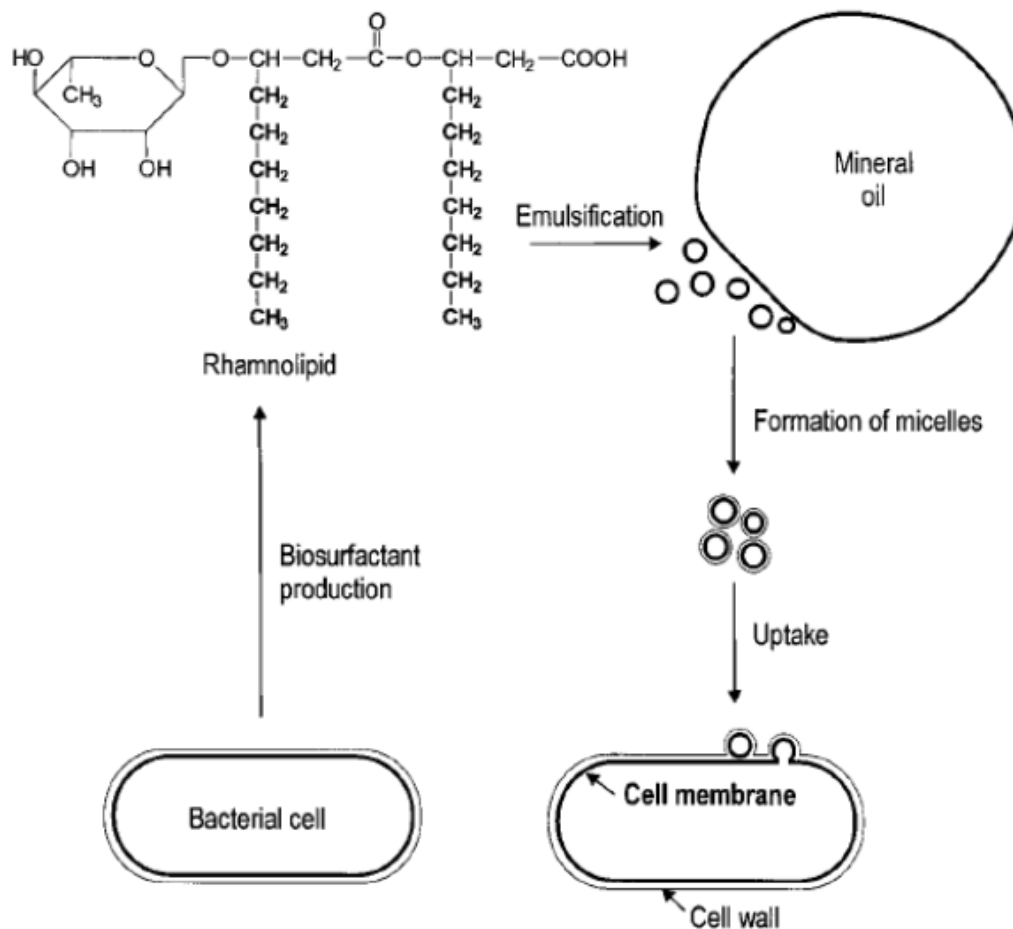 O
HO
O
O—CH—CH₂—C—O—CH—CH₂—COOH
CH₃
CH₂ CH₂
CH₂ CH₂
OH OH
CH₂ CH₂
CH₂ CH₂
CH₂ CH₂
CH₂ CH₂
CH₃ CH₃
Rhamnolipid
Emulsification
Mineral
oil
Formation of micelles
Biosurfactant
production
Uptake
Bacterial cell
Cell membrane
Cell wall